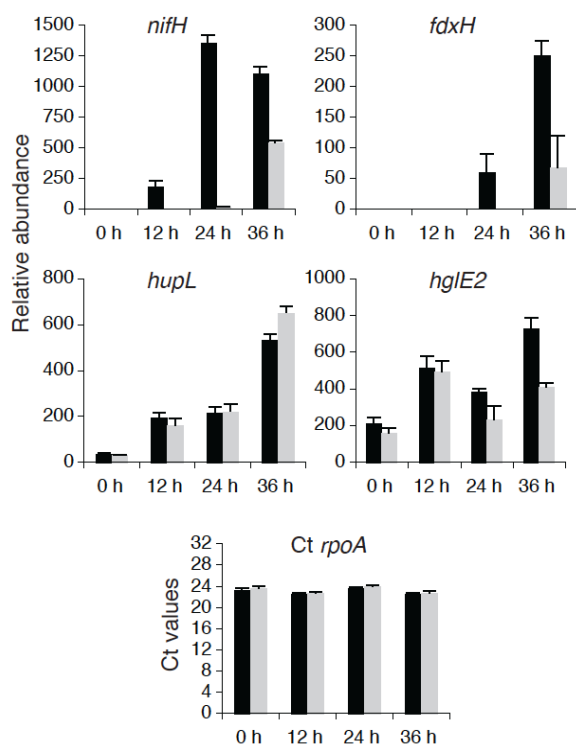 nifH
1500
1250
1000
750
500
250
0
0 h 12 h 24 h 36 h
fdxH
300
250
200
150
100
50
0
0 h 12 h 24 h 36 h
Relative abundance
hupL
800
600
400
200
0
0 h 12 h 24 h 36 h
hglE2
1000
800
600
400
200
0
0 h 12 h 24 h 36 h
Ct rpoA
Ct values
32
28
24
20
16
12
8
4
0
0 h 12 h 24 h 36 h